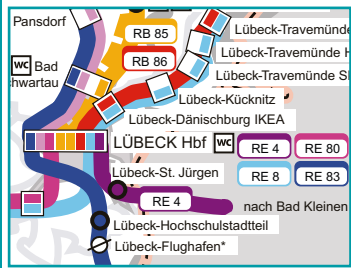 Pansdorf
RB 85
RB 86
Lübeck-Travemünde
Lübeck-Travemünde H
Lübeck-Travemünde S
WC Bad
chwartau
Lübeck-Kücknitz
Lübeck-Dänischburg IKEA
LÜBECK Hbf WC
RE 4
RE 80
RE 8
RE 83
Lübeck-St. Jürgen
RE 4
nach Bad Kleinen
Lübeck-Hochschulstadtteil
Lübeck-Flughafen*